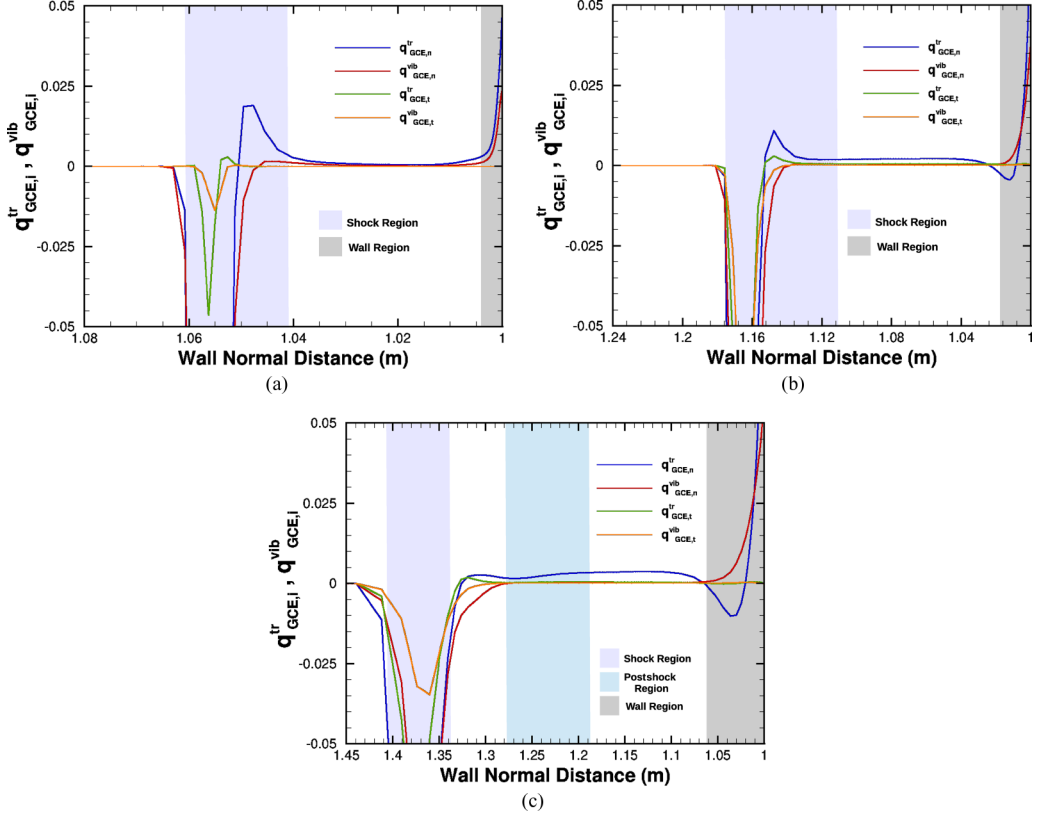 0.05
0.025
0
-0.025
-0.05
q^tr_GCE,i , q^vib_GCE,i
q^tr_GCE,n
q^vib_GCE,n
q^tr_GCE,t
q^vib_GCE,t
Shock Region
Wall Region
1.08 1.06 1.04 1.02 1
Wall Normal Distance (m)
(a)
0.05
0.025
0
-0.025
-0.05
q^tr_GCE,i , q^vib_GCE,i
q^tr_GCE,n
q^vib_GCE,n
q^tr_GCE,t
q^vib_GCE,t
Shock Region
Wall Region
1.24 1.2 1.16 1.12 1.08 1.04 1
Wall Normal Distance (m)
(b)
0.05
0.025
0
-0.025
-0.05
q^tr_GCE,i , q^vib_GCE,i
q^tr_GCE,n
q^vib_GCE,n
q^tr_GCE,t
q^vib_GCE,t
Shock Region
Postshock
Region
Wall Region
1.45 1.4 1.35 1.3 1.25 1.2 1.15 1.1 1.05 1
Wall Normal Distance (m)
(c)